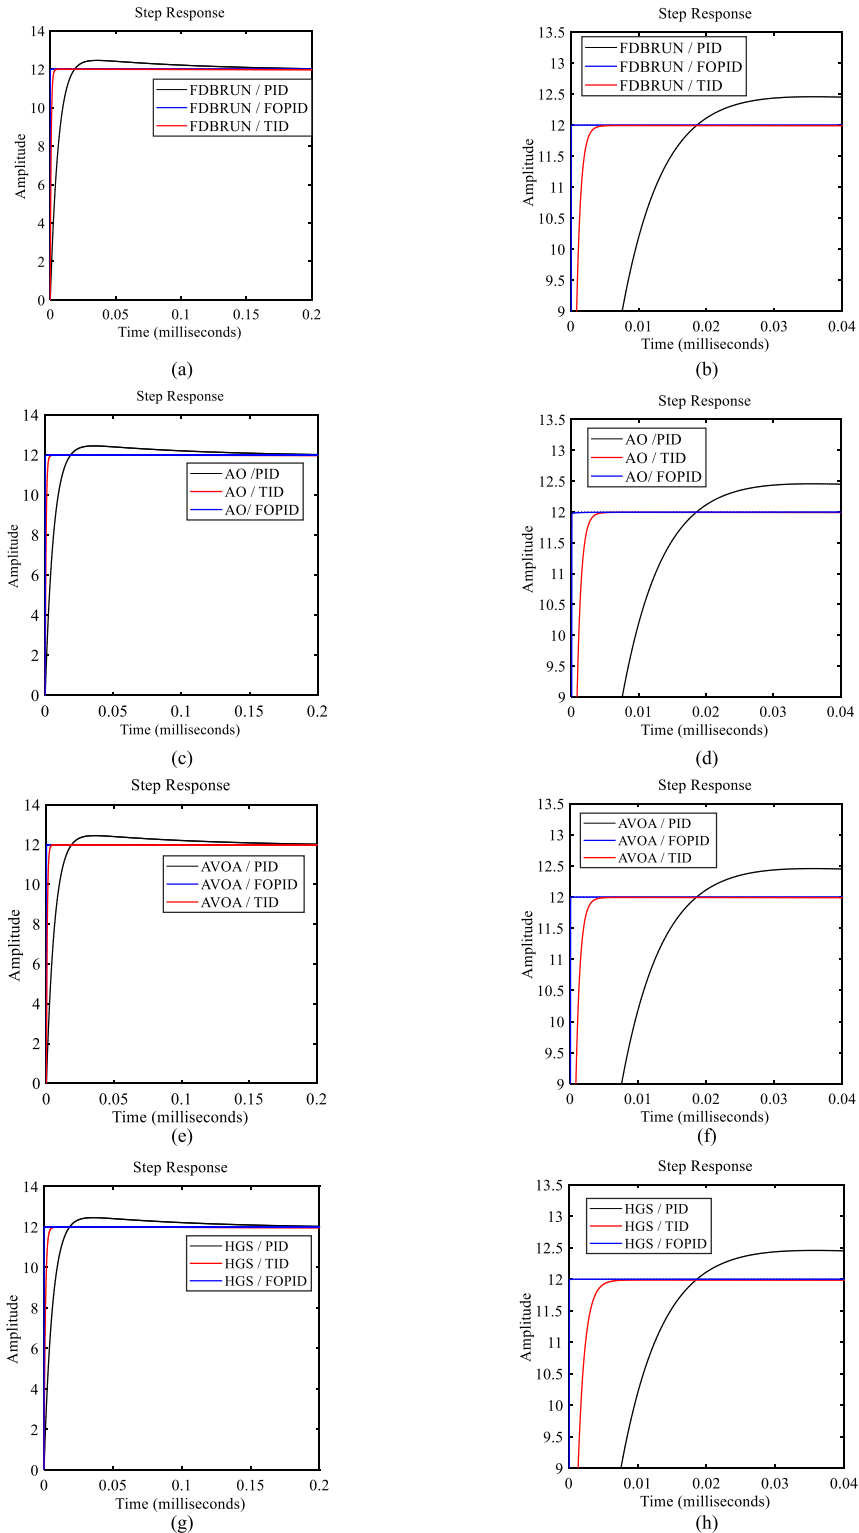 Step Response
14
12
10
8
6
4
2
0
Amplitude
FDBRUN / PID
FDBRUN / FOPID
FDBRUN / TID
0
0.05
0.1
0.15
0.2
Time (milliseconds)
(a)
Step Response
13.5
13
12.5
12
11.5
11
10.5
10
9.5
9
Amplitude
FDBRUN / PID
FDBRUN / FOPID
FDBRUN / TID
0
0.01
0.02
0.03
0.04
Time (milliseconds)
(b)
Step Response
14
12
10
8
6
4
2
0
Amplitude
AO /PID
AO / TID
AO/ FOPID
0
0.05
0.1
0.15
0.2
Time (milliseconds)
(c)
Step Response
13.5
13
12.5
12
11.5
11
10.5
10
9.5
9
Amplitude
AO /PID
AO / TID
AO/ FOPID
0
0.01
0.02
0.03
0.04
Time (milliseconds)
(d)
Step Response
14
12
10
8
6
4
2
0
Amplitude
AVOA / PID
AVOA / FOPID
AVOA / TID
0
0.05
0.1
0.15
0.2
Time (milliseconds)
(e)
Step Response
13.5
13
12.5
12
11.5
11
10.5
10
9.5
9
Amplitude
AVOA / PID
AVOA / FOPID
AVOA / TID
0
0.01
0.02
0.03
0.04
Time (milliseconds)
(f)
Step Response
14
12
10
8
6
4
2
0
Amplitude
HGS / PID
HGS / TID
HGS / FOPID
0
0.05
0.1
0.15
0.2
Time (milliseconds)
(g)
Step Response
13.5
13
12.5
12
11.5
11
10.5
10
9.5
9
Amplitude
HGS / PID
HGS / TID
HGS / FOPID
0
0.01
0.02
0.03
0.04
Time (milliseconds)
(h)